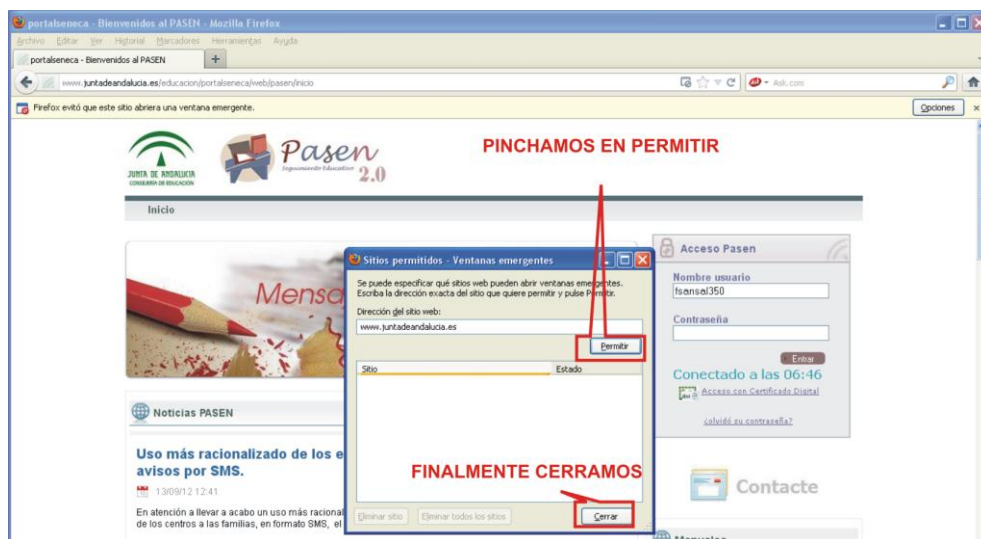 portalseneca - Bienvenidos al PASEN - Mozilla Firefox
Archivo Editar Ver Historial Marcadores Herramientas Ayuda
portalseneca - Bienvenidos al PASEN +
www.juntadeandalucia.es/educacion/portalseneca/web/pasen/inicio
Ask.com
Firefox evitó que este sitio abriera una ventana emergente.
Opciones
JUNTA DE ANDALUCIA
CONSEJERÍA DE EDUCACIÓN
Pasen
Seguimiento Educativo
2.0
PINCHAMOS EN PERMITIR
Inicio
Mensa
Sitios permitidos - Ventanas emergentes
Se puede especificar qué sitios web pueden abrir ventanas emergentes.
Escriba la dirección exacta del sitio que quiere permitir y pulse Permitir.
Dirección del sitio web:
www.juntadeandalucia.es
Permitir
Sitio Estado
FINALMENTE CERRAMOS
Eliminar sitio Eliminar todos los sitios Cerrar
Acceso Pasen
Nombre usuario
fsansal350
Contraseña
Entrar
Conectado a las 06:46
Acceso con Certificado Digital
¿olvidó su contraseña?
Noticias PASEN
Uso más racionalizado de los e
avisos por SMS.
13/09/12 12:41
En atención a llevar a acabo un uso más racional
de los centros a las familias, en formato SMS, el
Contacte
Manuales